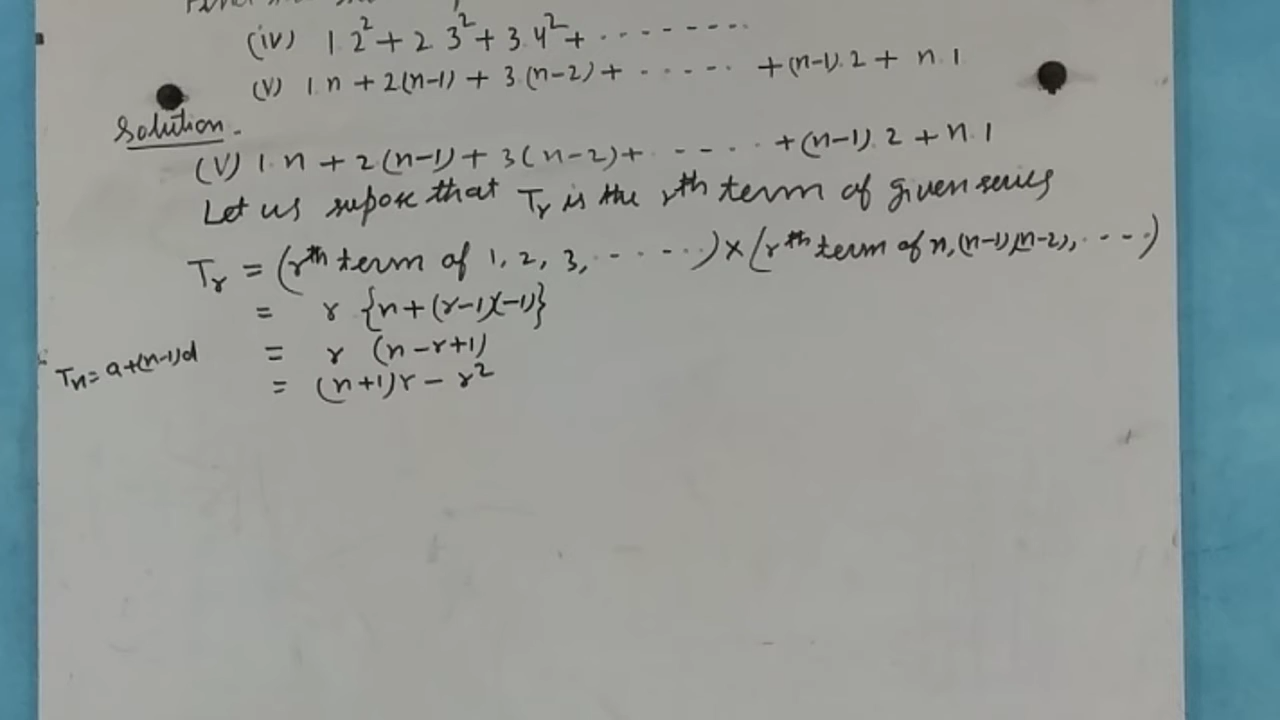 (iv) 1.2² + 2.3² + 3.4² + ........
(v) 1.n + 2(n-1) + 3.(n-2) + ...... + (n-1).2 + n.1
Solution.
(v) 1.n + 2(n-1) + 3(n-2) + ..... + (n-1).2 + n.1
Let us supose that Tr is the rth term of given series
Tr = (rth term of 1, 2, 3, ......) × (rth term of n, (n-1), (n-2), ....)
= r {n+(r-1)(-1)}
= r (n-r+1)
Tn = a+(n-1)d
= (n+1)r - r²